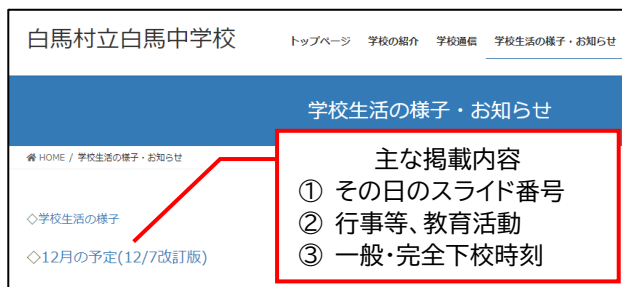 白馬村立白馬中学校
トップページ 学校の紹介 学校通信 学校生活の様子・お知らせ
学校生活の様子・お知らせ
HOME / 学校生活の様子・お知らせ
◇学校生活の様子
◇12月の予定(12/7改訂版)
主な掲載内容
① その日のスライド番号
② 行事等、教育活動
③ 一般・完全下校時刻